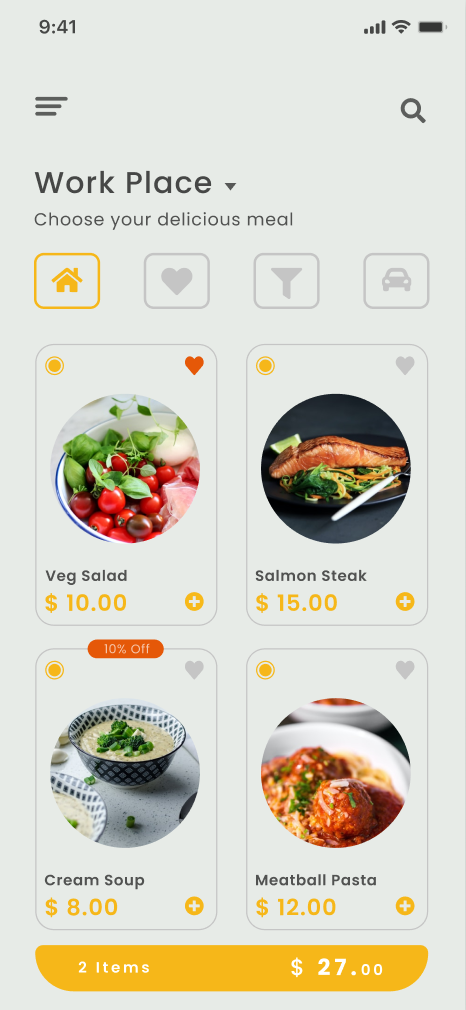 9:41
Work Place
Choose your delicious meal
Veg Salad
$ 10.00
Salmon Steak
$ 15.00
10% Off
Cream Soup
$ 8.00
Meatball Pasta
$ 12.00
2 Items
$ 27.00